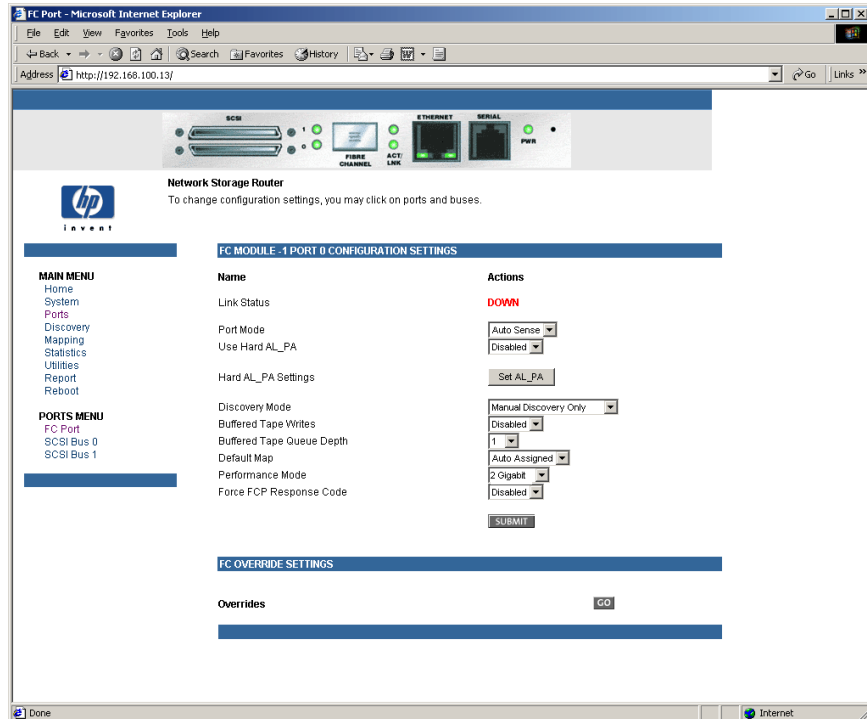 FC Port - Microsoft Internet Explorer
File Edit View Favorites Tools Help
Back Search Favorites History
Address http://192.168.100.13/ Go Links »
SCSI
1
0
FIBRE CHANNEL
ACT/ LNK
ETHERNET
SERIAL
PWR
hp
invent
Network Storage Router
To change configuration settings, you may click on ports and buses.
MAIN MENU
Home
System
Ports
Discovery
Mapping
Statistics
Utilities
Report
Reboot
PORTS MENU
FC Port
SCSI Bus 0
SCSI Bus 1
FC MODULE -1 PORT 0 CONFIGURATION SETTINGS
Name Actions
Link Status DOWN
Port Mode Auto Sense
Use Hard AL_PA Disabled
Hard AL_PA Settings Set AL_PA
Discovery Mode Manual Discovery Only
Buffered Tape Writes Disabled
Buffered Tape Queue Depth 1
Default Map Auto Assigned
Performance Mode 2 Gigabit
Force FCP Response Code Disabled
SUBMIT
FC OVERRIDE SETTINGS
Overrides GO
Done Internet